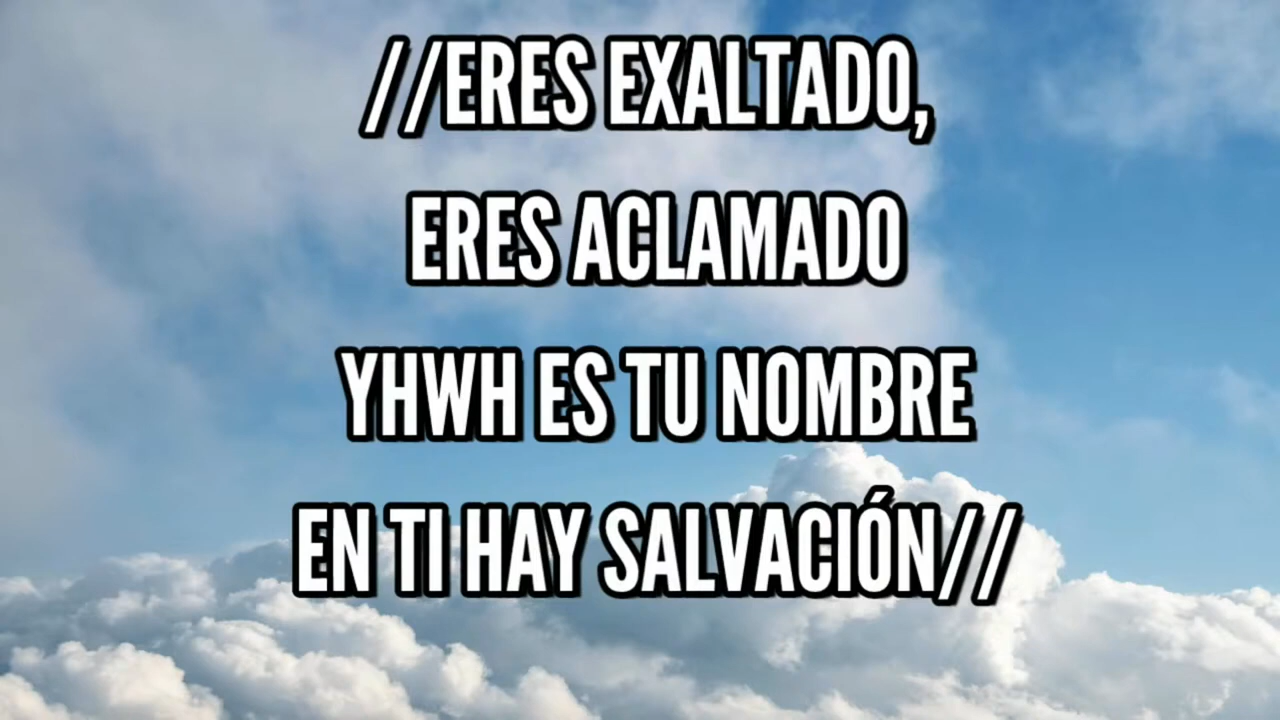 //ERES EXALTADO,
ERES ACLAMADO
YHWH ES TU NOMBRE
EN TI HAY SALVACIÓN//